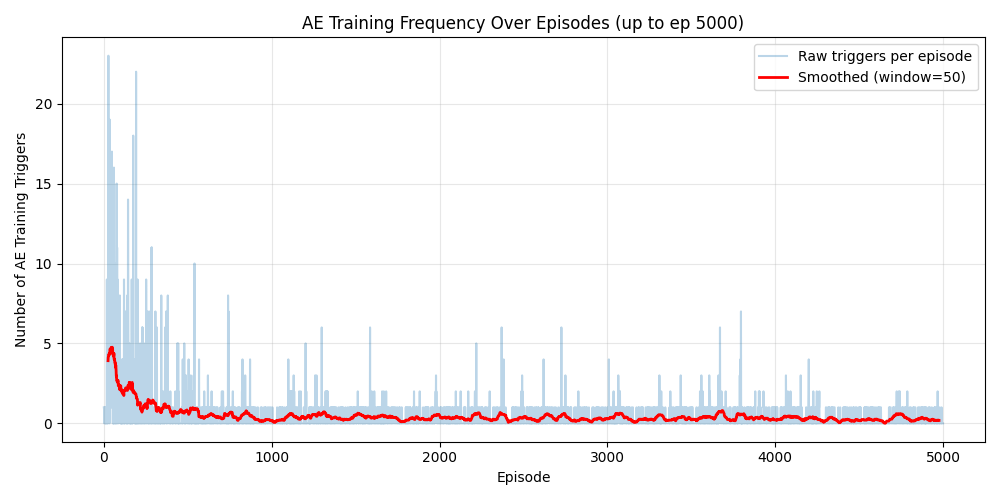 AE Training Frequency Over Episodes (up to ep 5000)
Raw triggers per episode
Smoothed (window=50)
Number of AE Training Triggers
20
15
10
5
0
0 1000 2000 3000 4000 5000
Episode